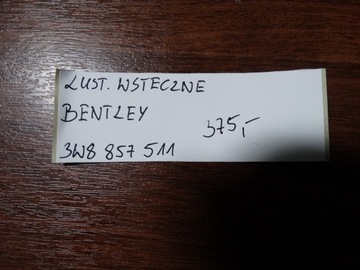 LUST. WSTECZNE
BENTLEY
375,-
3W8 857 511